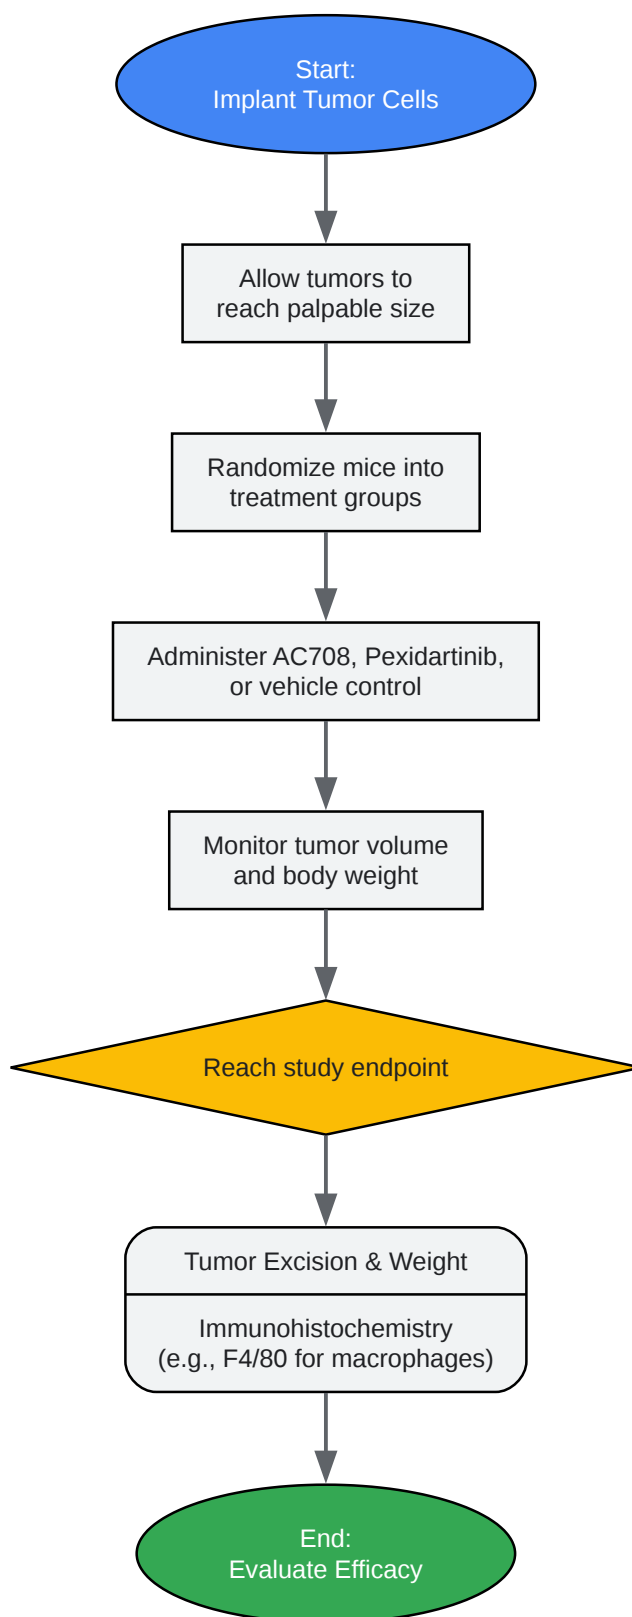 Start:
Implant Tumor Cells
Allow tumors to
reach palpable size
Randomize mice into
treatment groups
Administer AC708, Pexidartinib,
or vehicle control
Monitor tumor volume
and body weight
Reach study endpoint
Tumor Excision & Weight
Immunohistochemistry
(e.g., F4/80 for macrophages)
End:
Evaluate Efficacy